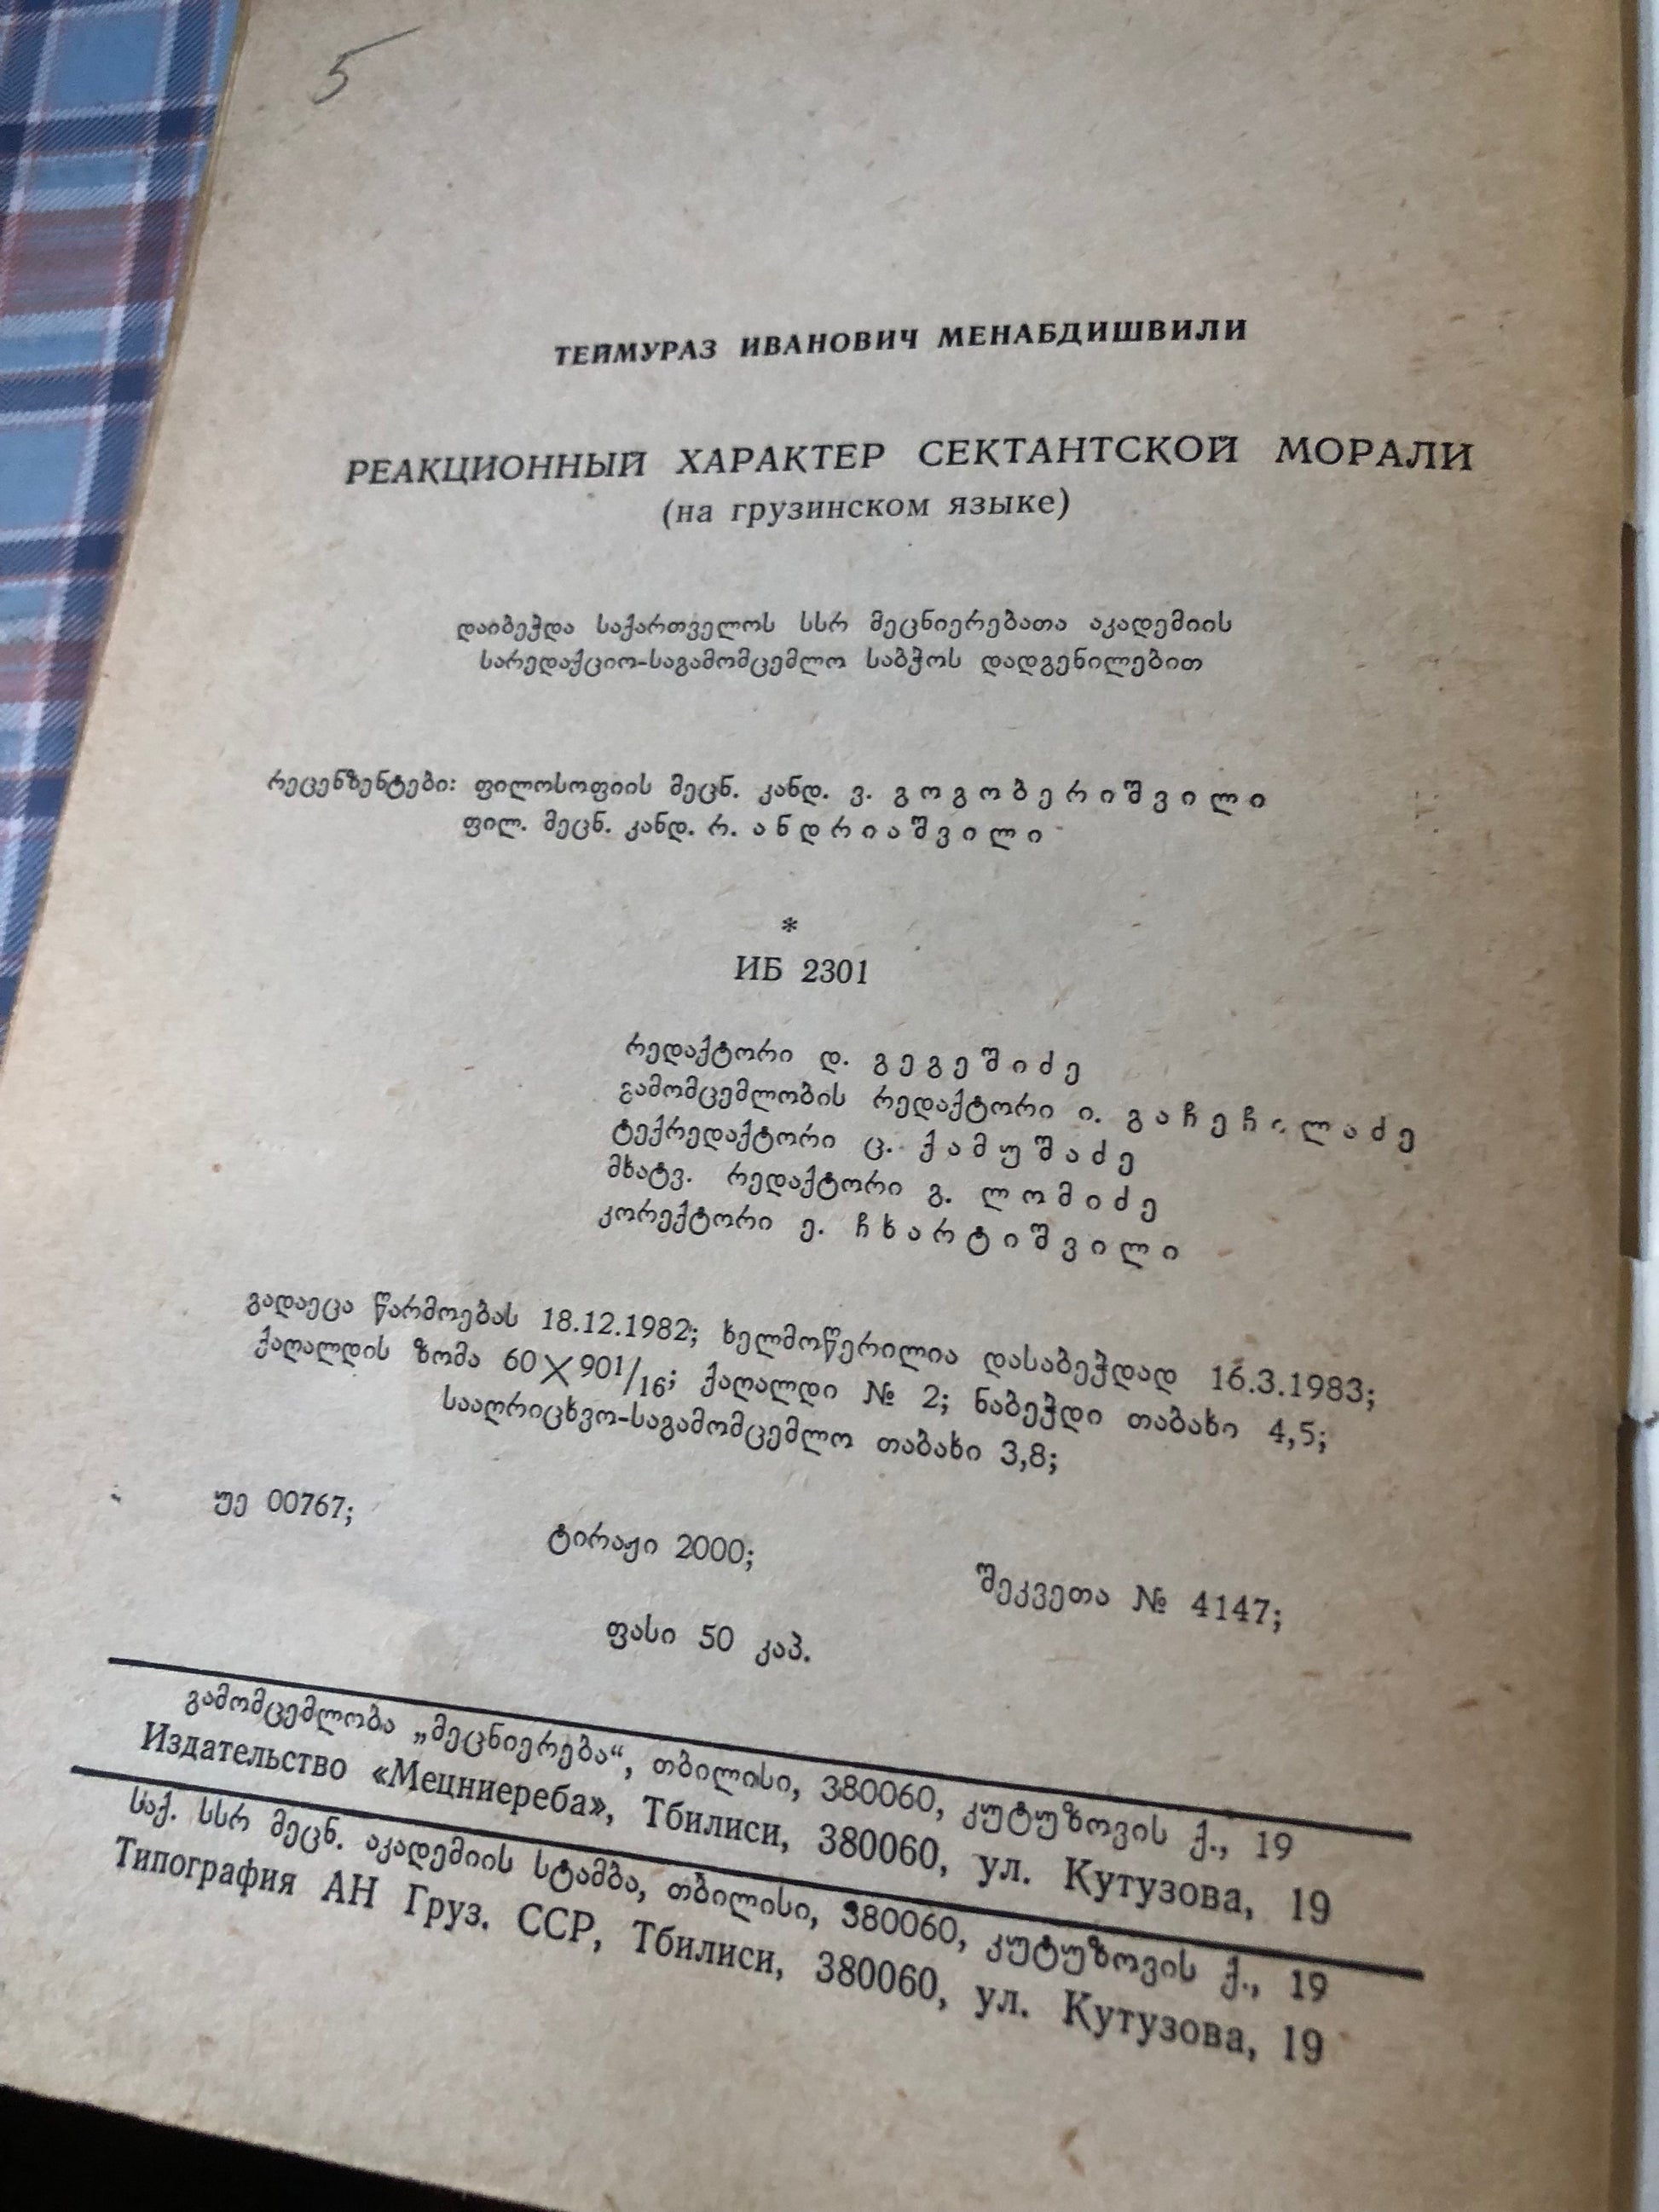 5
ТЕЙМУРАЗ ИВАНОВИЧ МЕНАБДИШВИЛИ
РЕАКЦИОННЫЙ ХАРАКТЕР СЕКТАНТСКОЙ МОРАЛИ
(на грузинском языке)
დაიბეჭდა საქართველოს სსრ მეცნიერებათა აკადემიის
სარედაქციო-საგამომცემლო საბჭოს დადგენილებით
რეცენზენტები: ფილოსოფიის მეცნ. კანდ. ვ. გოგობერიშვილი
ფილ. მეცნ. კანდ. რ. ანდრიაშვილი
*
ИБ 2301
რედაქტორი დ. გეგეშიძე
გამომცემლობის რედაქტორი ი. გაჩეჩილაძე
ტექრედაქტორი ც. ქამუშაძე
მხატვ. რედაქტორი გ. ლომიძე
კორექტორი ე. ჩხარტიშვილი
გადაეცა წარმოებას 18.12.1982; ხელმოწერილია დასაბეჭდად 16.3.1983;
ქაღალდის ზომა 60×90¹/₁₆; ქაღალდი № 2; ნაბეჭდი თაბახი 4,5;
სააღრიცხვო-საგამომცემლო თაბახი 3,8;
უე 00767; ტირაჟი 2000; შეკვეთა № 4147;
ფასი 50 კაპ.
გამომცემლობა „მეცნიერება“, თბილისი, 380060, კუტუზოვის ქ., 19
Издательство «Мецниереба», Тбилиси, 380060, ул. Кутузова, 19
საქ. სსრ მეცნ. აკადემიის სტამბა, თბილისი, 380060, კუტუზოვის ქ., 19
Типография АН Груз. ССР, Тбилиси, 380060, ул. Кутузова, 19